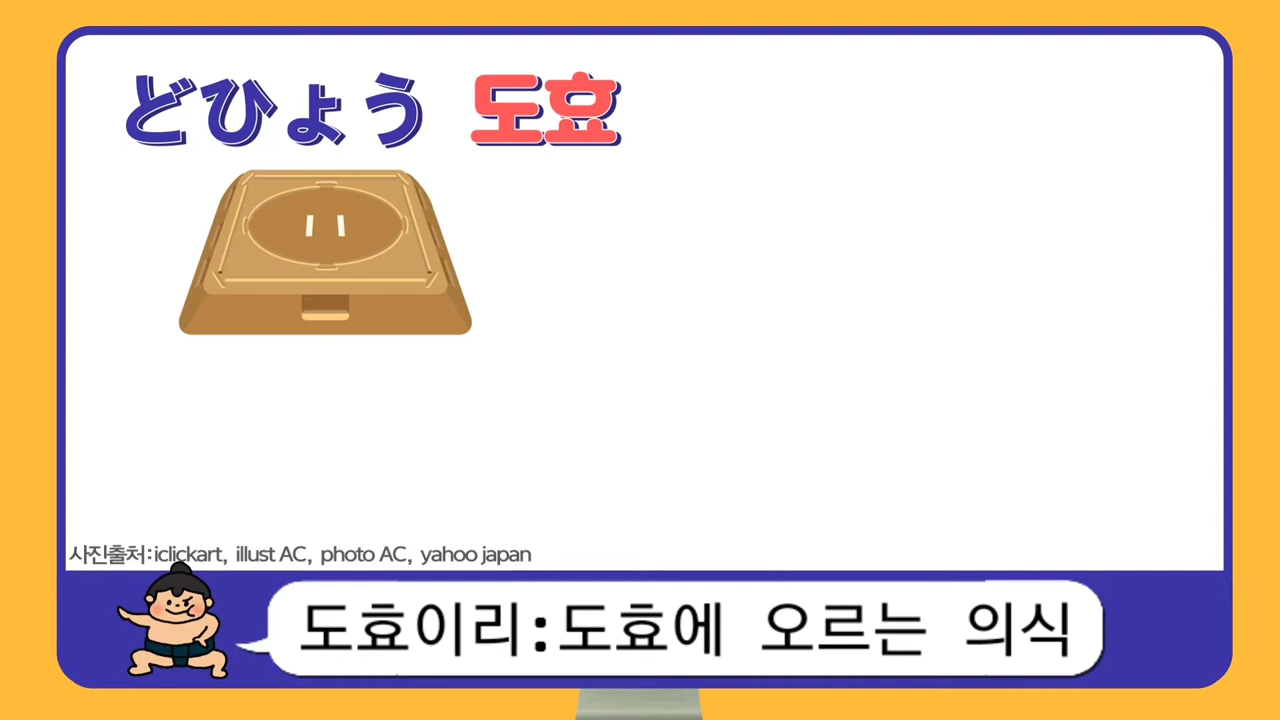 どひょう 도효
사진출처:iclickart, illust AC, photo AC, yahoo japan
도효이리:도효에 오르는 의식